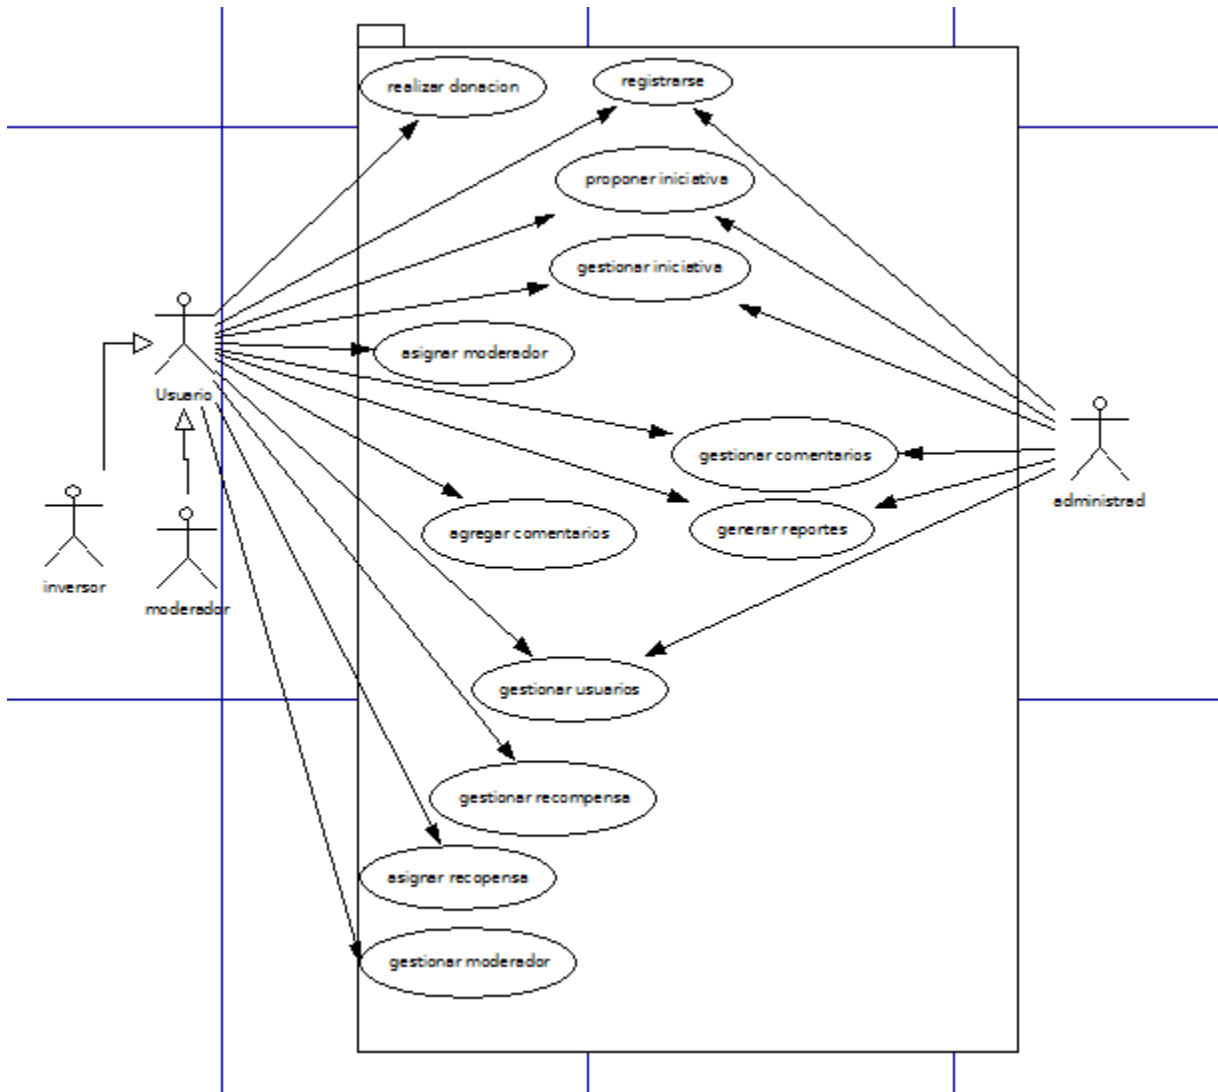 realizar donacion
registrarse
proponer iniciativa
gestionar iniciativa
asignar moderador
Usuario
gestionar comentarios
administrad
agregar comentarios
generar reportes
inversor
moderador
gestionar usuarios
gestionar recompensa
asignar recopensa
gestionar moderador